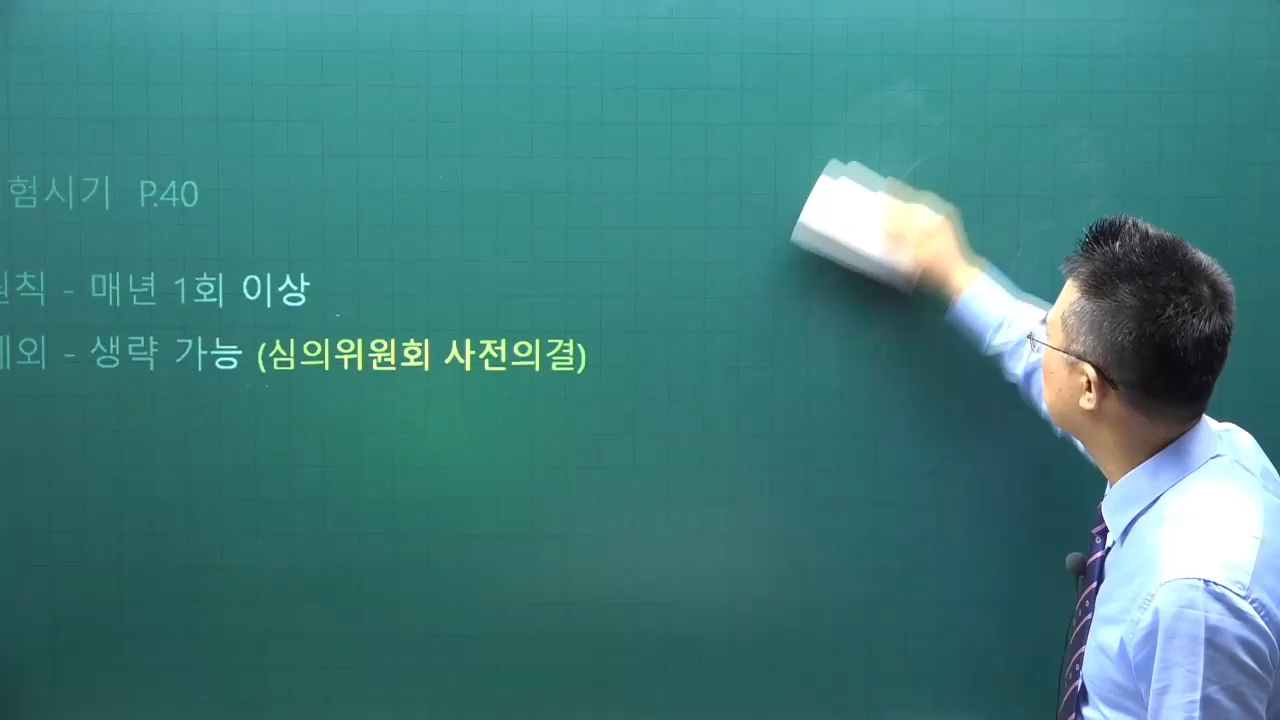 험시기 P.40
칙 - 매년 1회 이상
외 - 생략 가능 (심의위원회 사전의결)